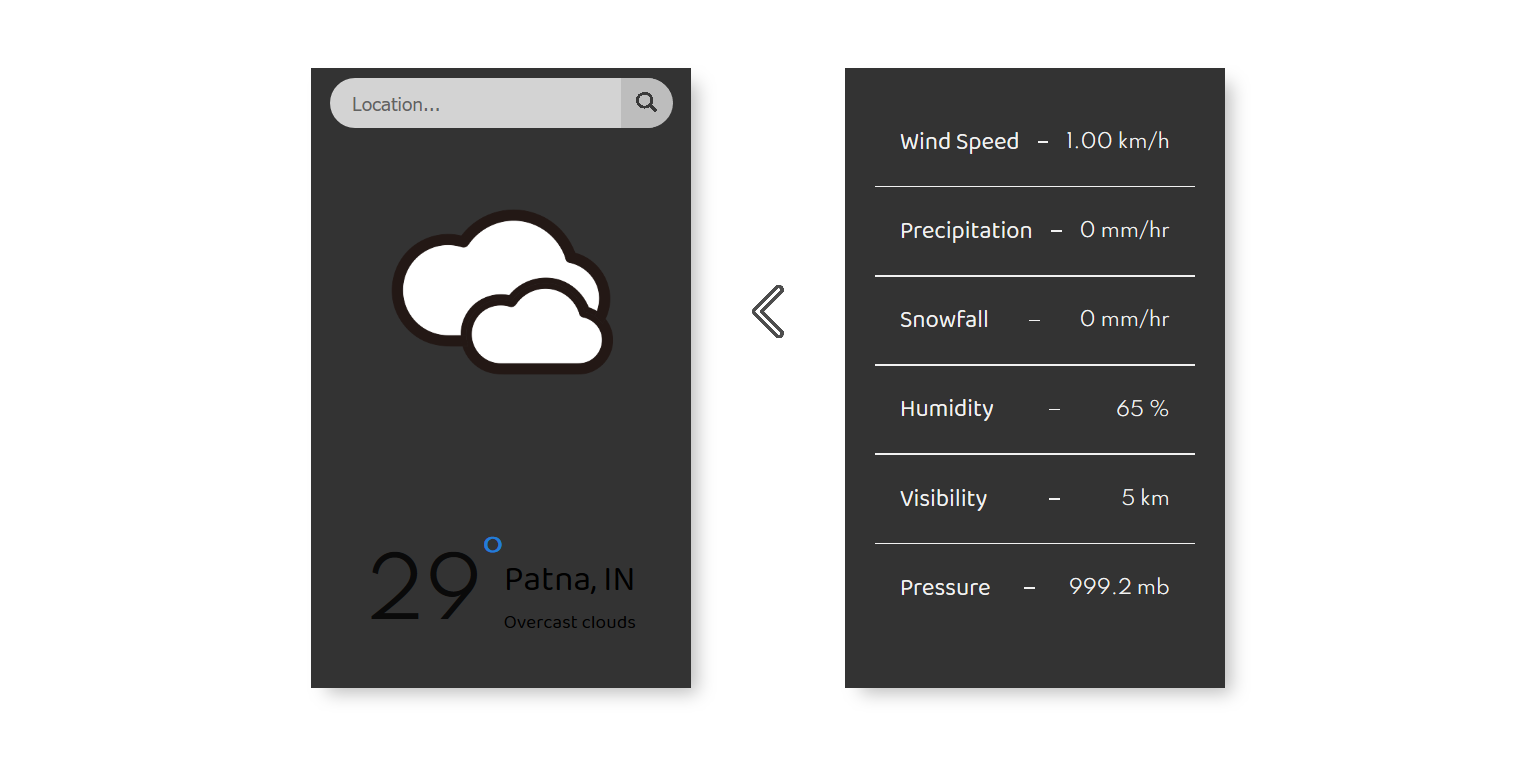 Location...
29°
Patna, IN
Overcast clouds
Wind Speed – 1.00 km/h
Precipitation – 0 mm/hr
Snowfall – 0 mm/hr
Humidity – 65 %
Visibility – 5 km
Pressure – 999.2 mb